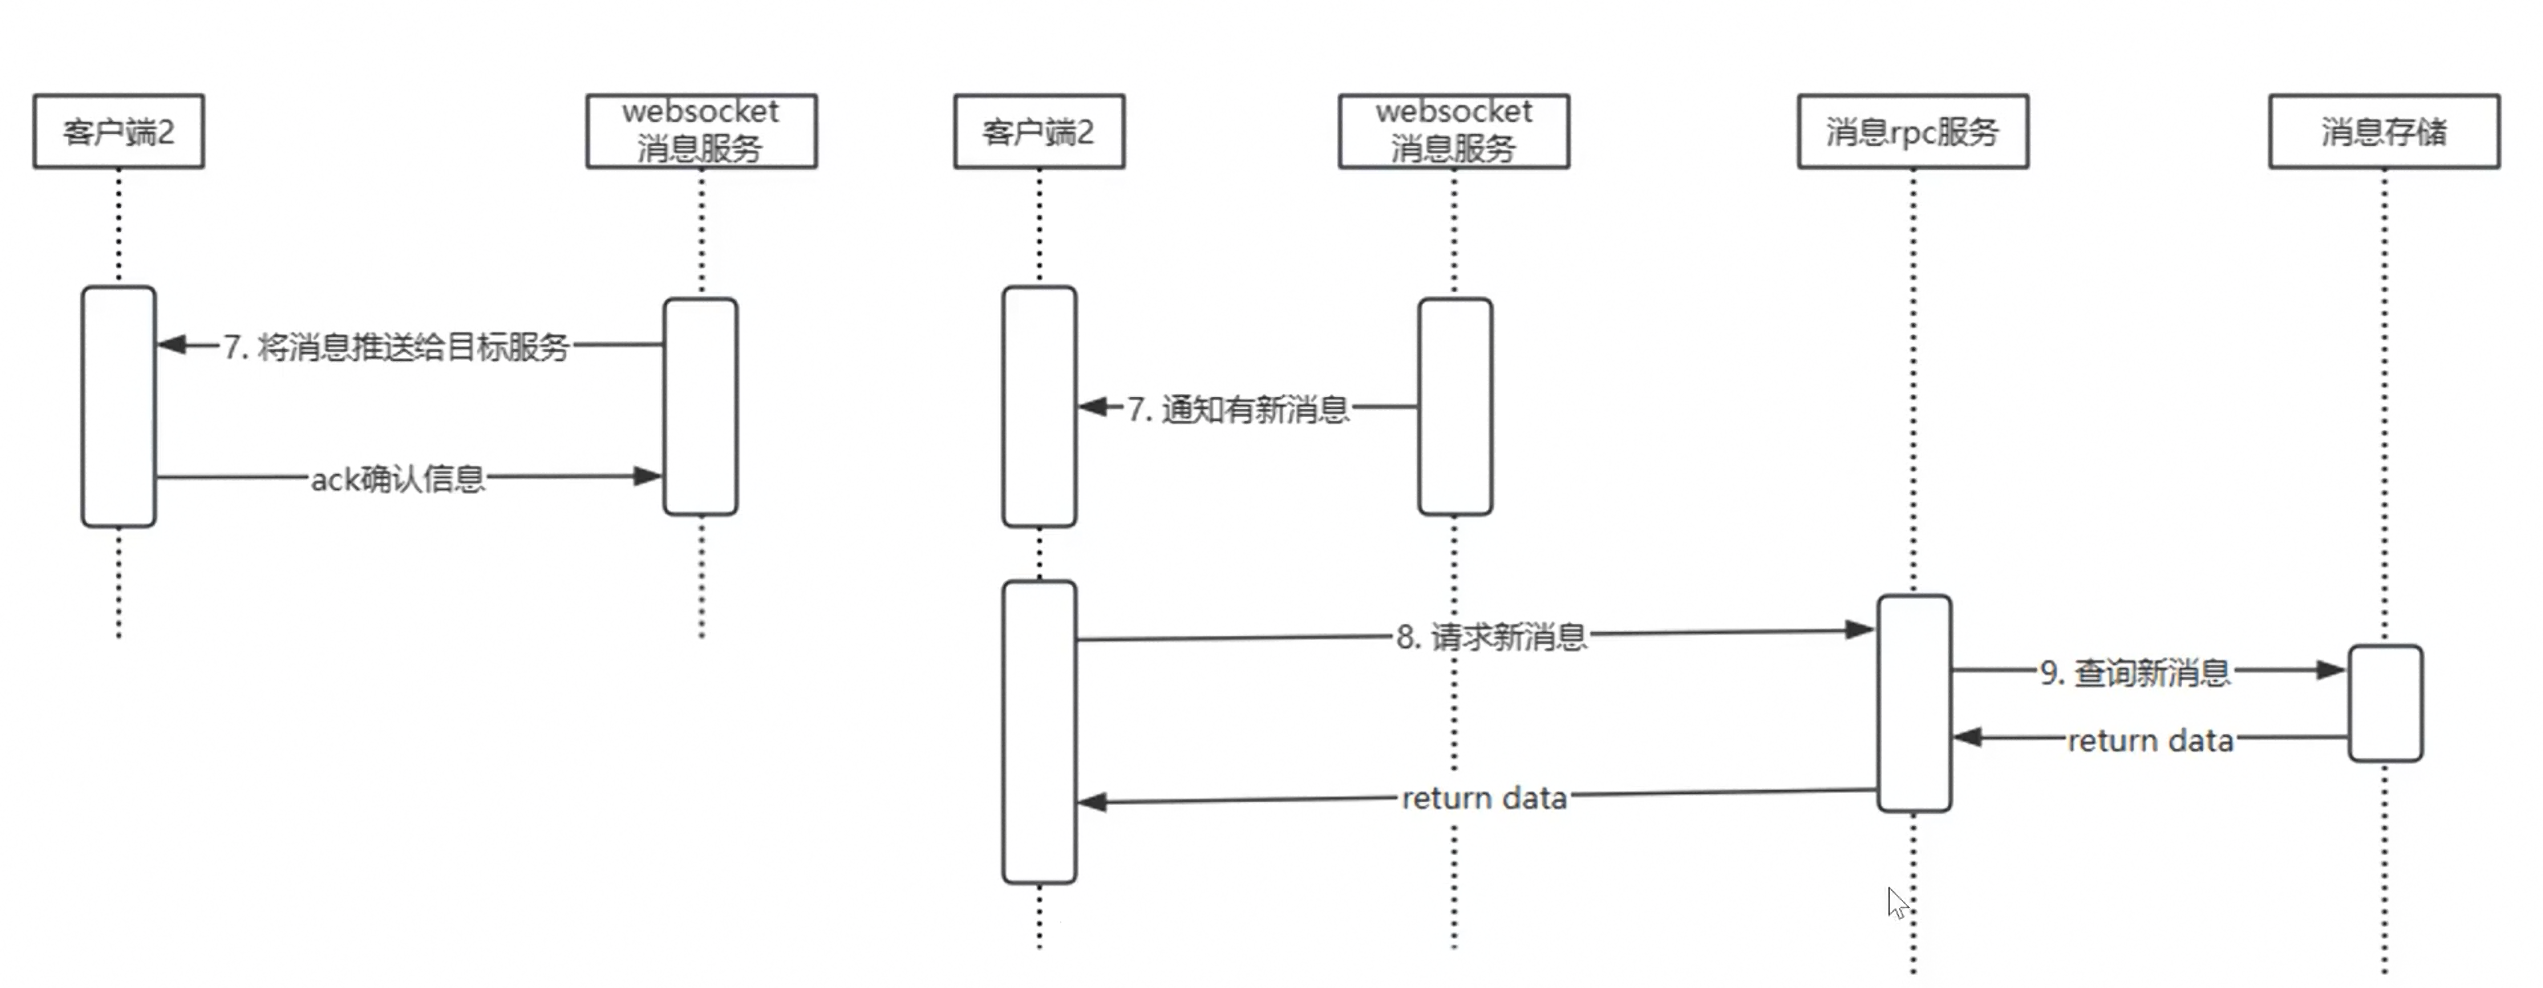 客户端2
websocket
消息服务
7. 将消息推送给目标服务
ack确认信息
客户端2
websocket
消息服务
消息rpc服务
消息存储
7. 通知有新消息
8. 请求新消息
9. 查询新消息
return data
return data